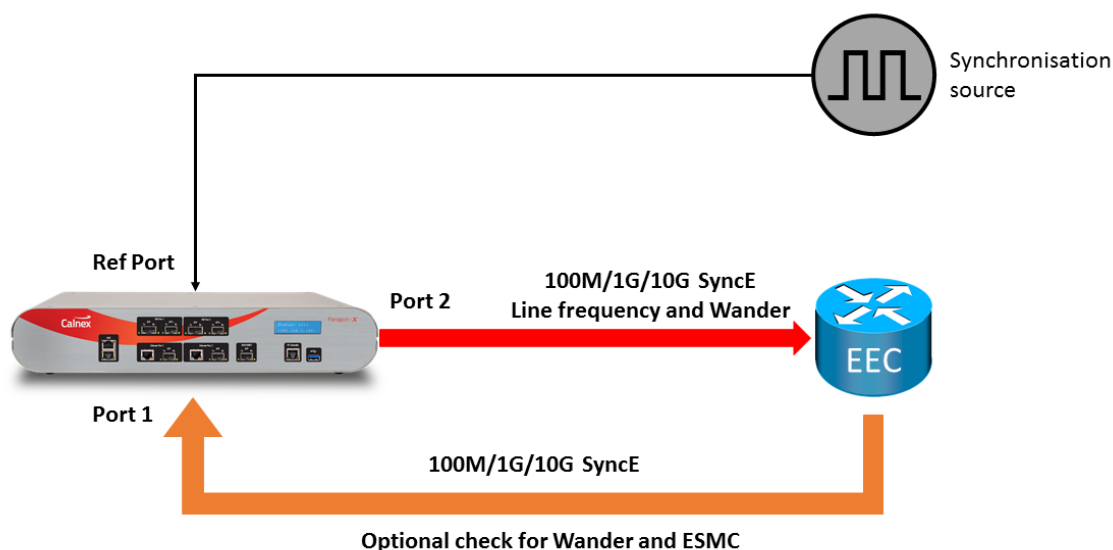 Synchronisation
source
Ref Port
100M/1G/10G SyncE
Port 2
Line frequency and Wander
Calnex
Paragon-X
EEC
Port 1
100M/1G/10G SyncE
Optional check for Wander and ESMC